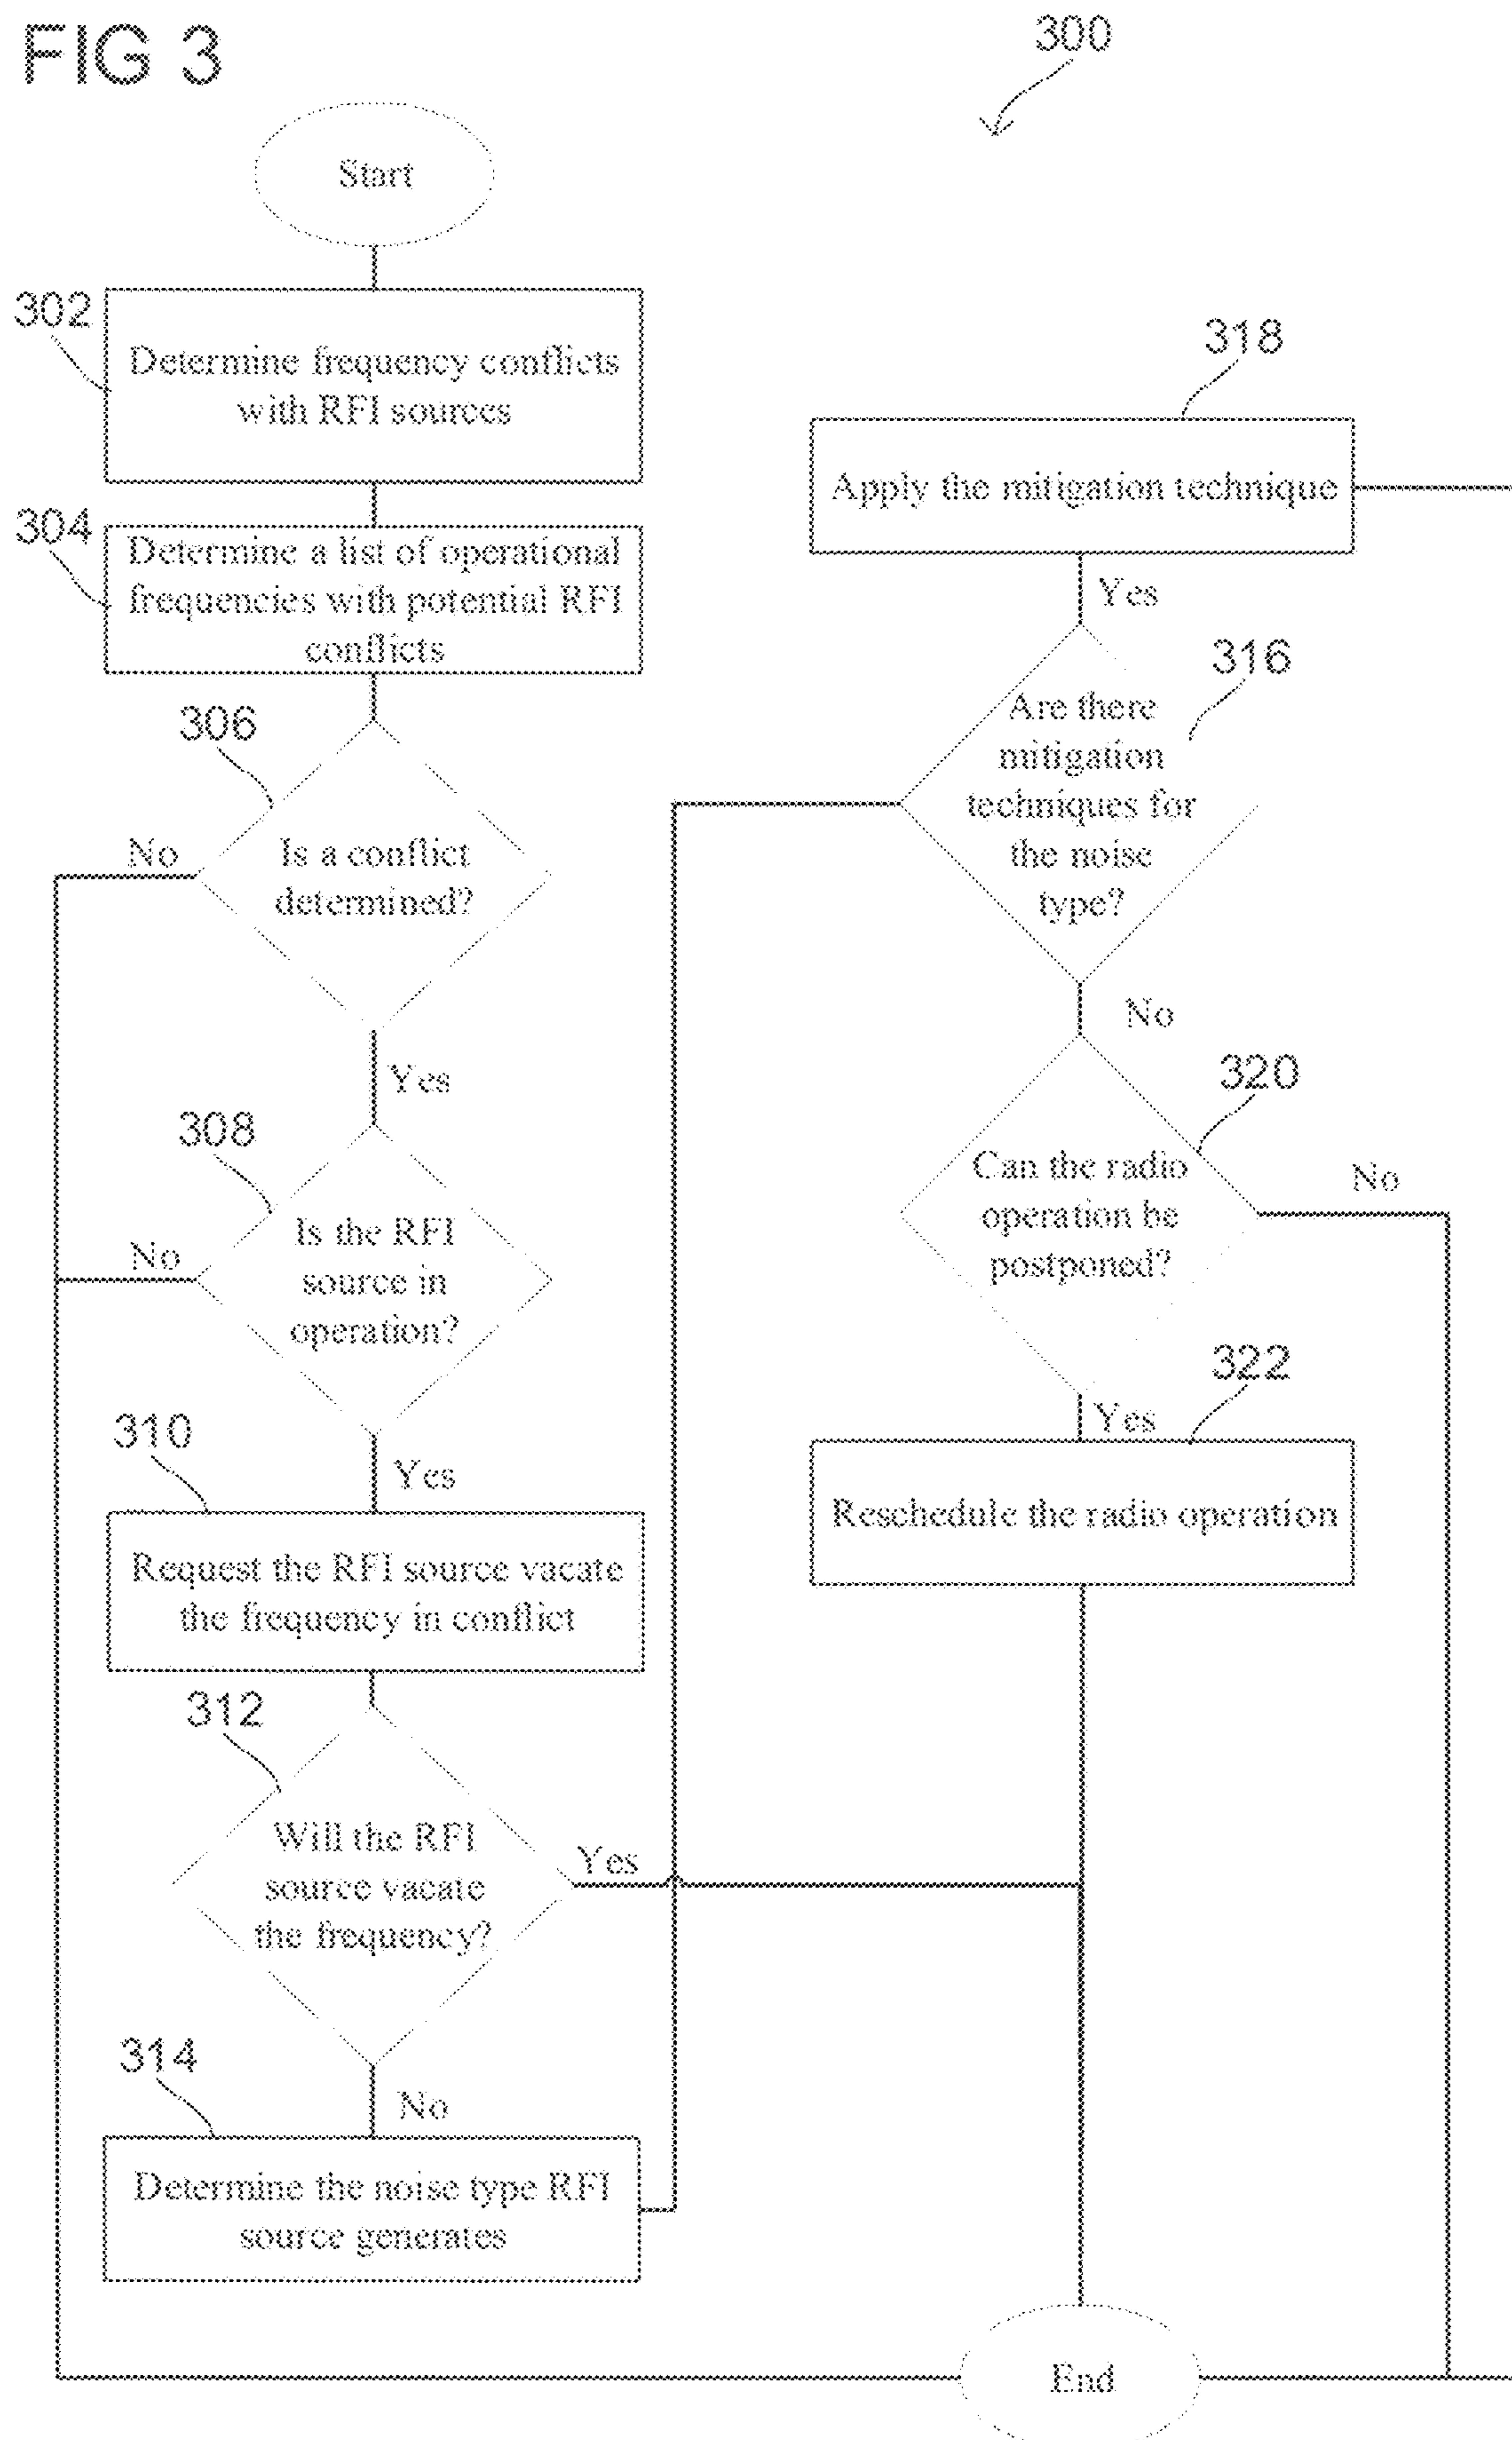 FIG 3
300
Start
302
Determine frequency conflicts
with RFI sources
304
Determine a list of operational
frequencies with potential RFI
conflicts
306
Is a conflict
determined?
No
Yes
308
Is the RFI
source in
operation?
No
Yes
310
Request the RFI source vacate
the frequency in conflict
312
Will the RFI
source vacate
the frequency?
Yes
No
314
Determine the noise type RFI
source generates
318
Apply the mitigation technique
Yes
316
Are there
mitigation
techniques for
the noise
type?
No
320
Can the radio
operation be
postponed?
No
Yes
322
Reschedule the radio operation
End